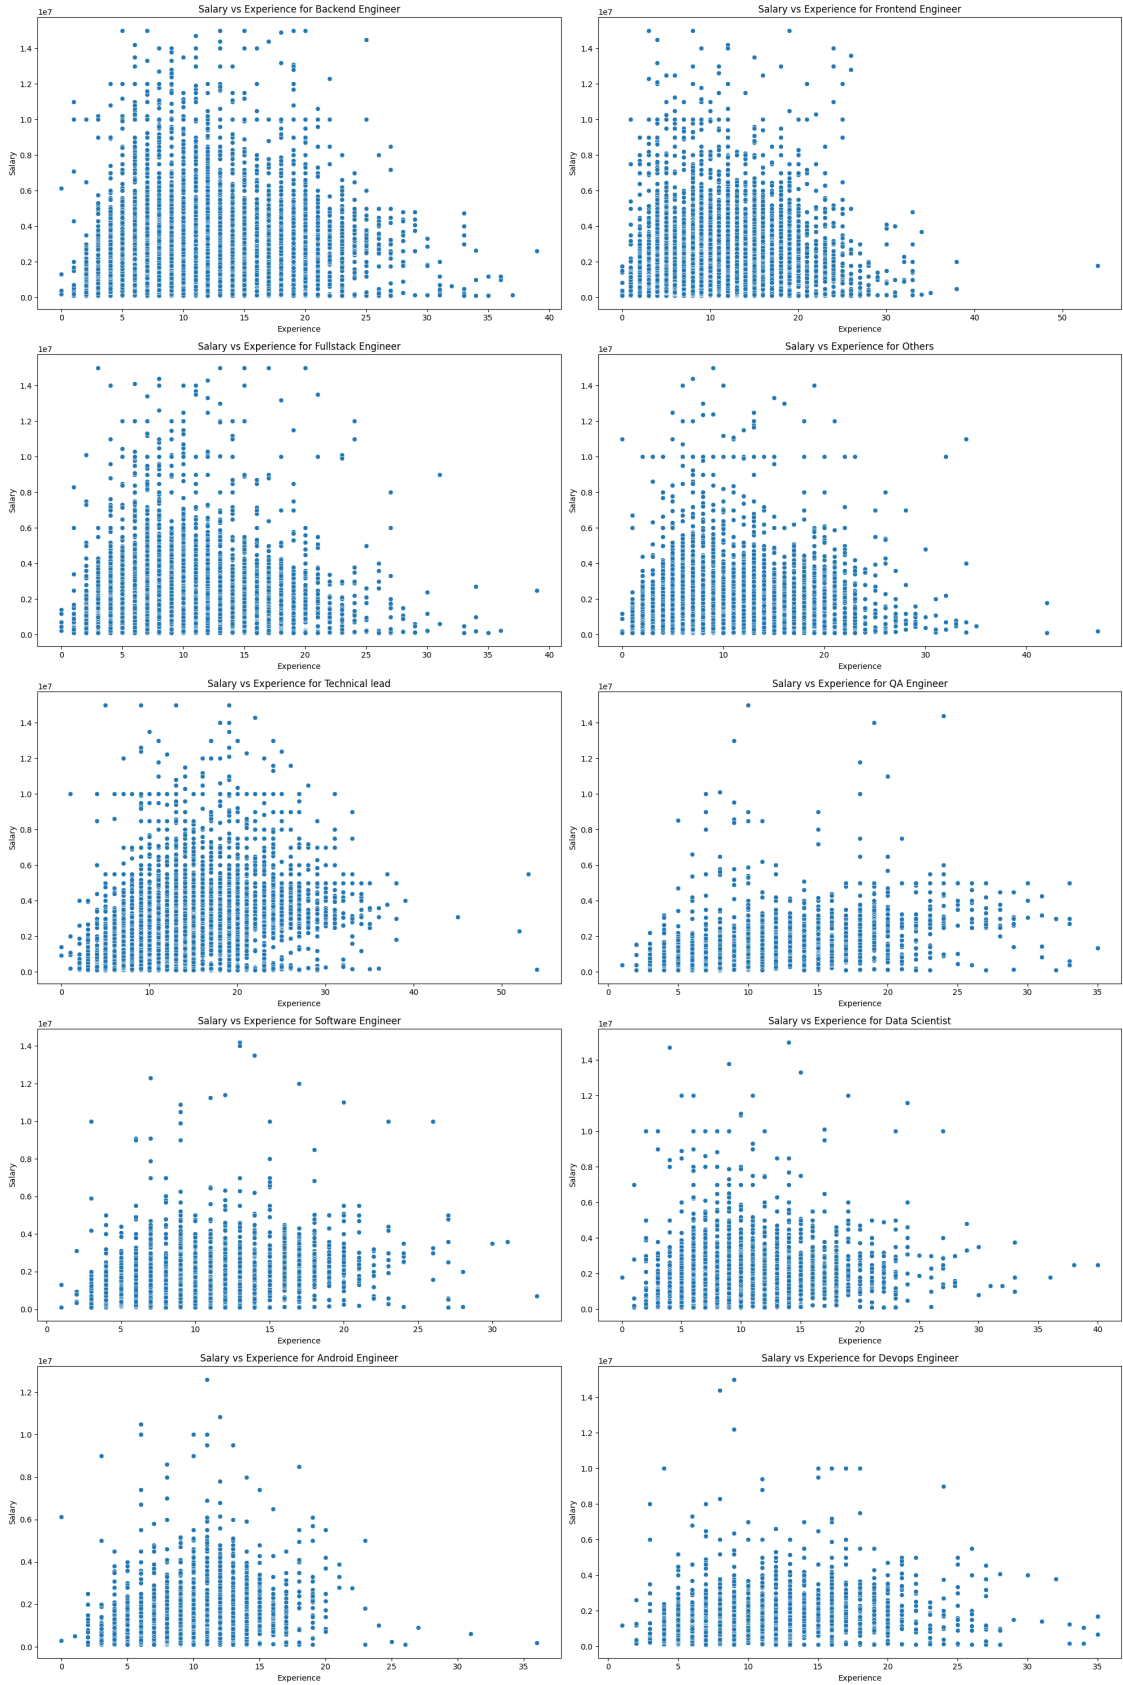 Salary vs Experience for Backend Engineer
1e7
Salary
1.4
1.2
1.0
0.8
0.6
0.4
0.2
0.0
0 5 10 15 20 25 30 35 40
Experience
Salary vs Experience for Frontend Engineer
1e7
Salary
1.4
1.2
1.0
0.8
0.6
0.4
0.2
0.0
0 10 20 30 40 50
Experience
Salary vs Experience for Fullstack Engineer
1e7
Salary
1.4
1.2
1.0
0.8
0.6
0.4
0.2
0.0
0 5 10 15 20 25 30 35 40
Experience
Salary vs Experience for Others
1e7
Salary
1.4
1.2
1.0
0.8
0.6
0.4
0.2
0.0
0 10 20 30 40
Experience
Salary vs Experience for Technical lead
1e7
Salary
1.4
1.2
1.0
0.8
0.6
0.4
0.2
0.0
0 10 20 30 40 50
Experience
Salary vs Experience for QA Engineer
1e7
Salary
1.4
1.2
1.0
0.8
0.6
0.4
0.2
0.0
0 5 10 15 20 25 30 35
Experience
Salary vs Experience for Software Engineer
1e7
Salary
1.4
1.2
1.0
0.8
0.6
0.4
0.2
0.0
0 5 10 15 20 25 30
Experience
Salary vs Experience for Data Scientist
1e7
Salary
1.4
1.2
1.0
0.8
0.6
0.4
0.2
0.0
0 5 10 15 20 25 30 35 40
Experience
Salary vs Experience for Android Engineer
1e7
Salary
1.2
1.0
0.8
0.6
0.4
0.2
0.0
0 5 10 15 20 25 30 35
Experience
Salary vs Experience for Devops Engineer
1e7
Salary
1.4
1.2
1.0
0.8
0.6
0.4
0.2
0.0
0 5 10 15 20 25 30 35
Experience